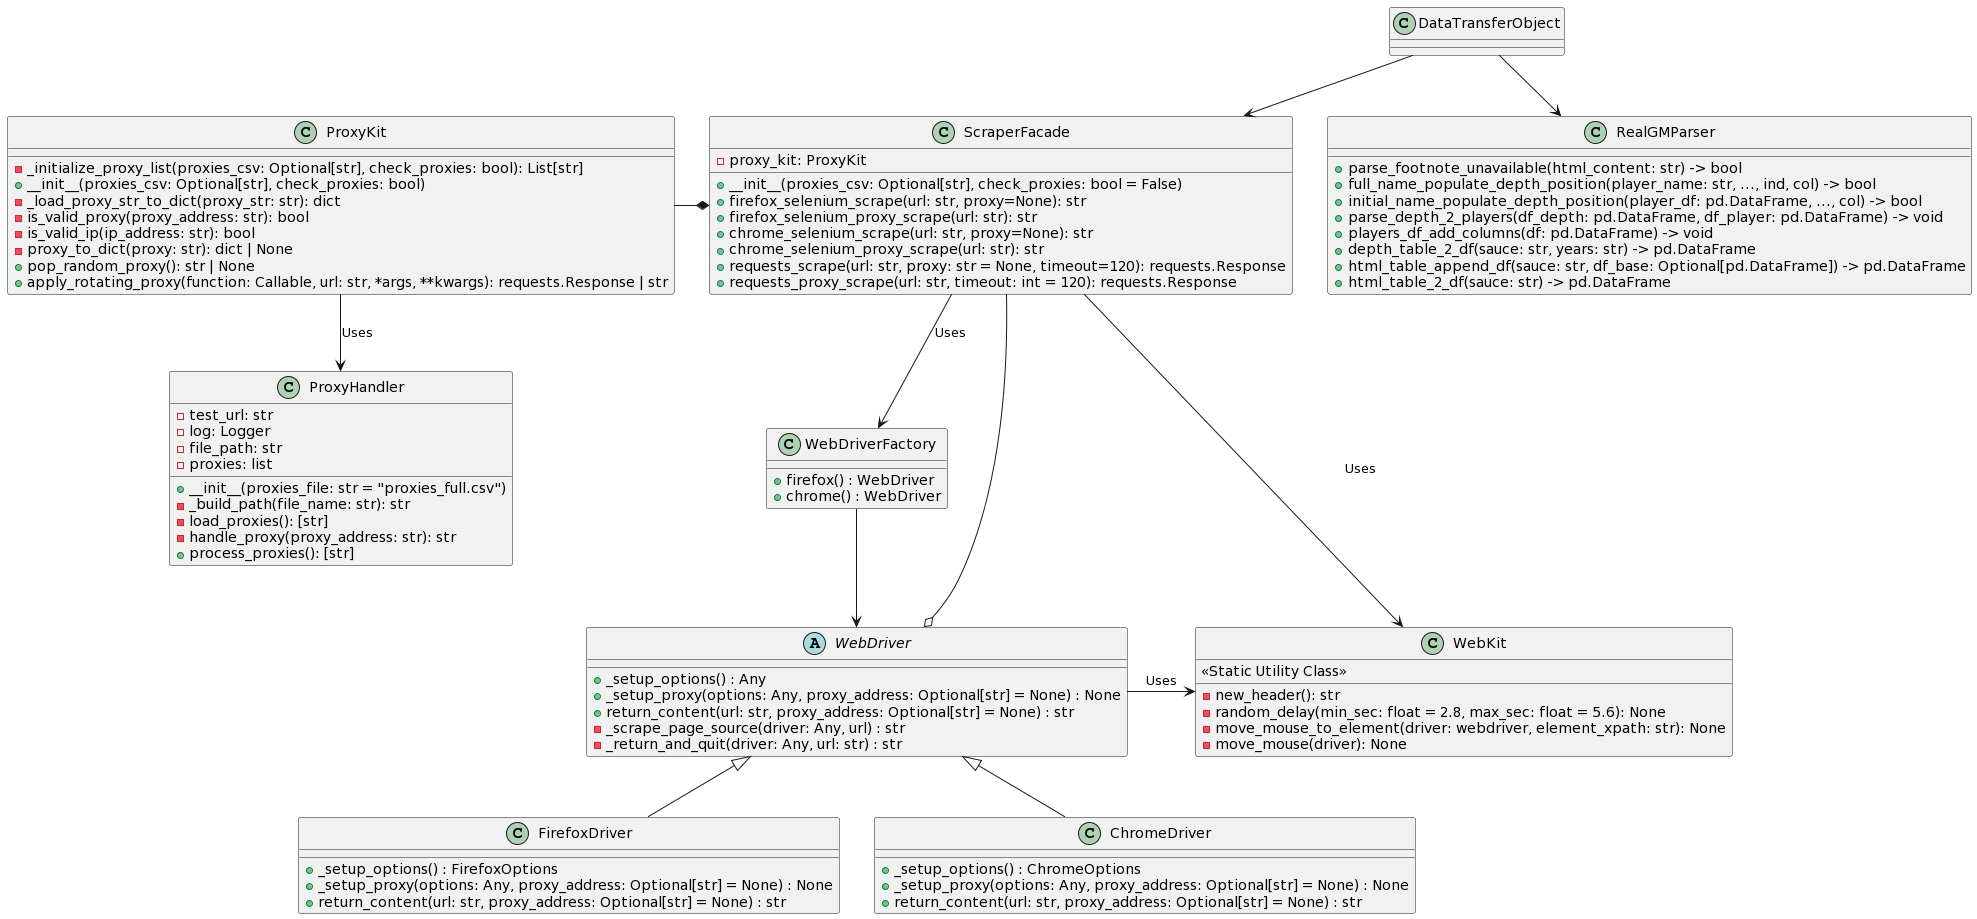 C DataTransferObject
C ProxyKit
_initialize_proxy_list(proxies_csv: Optional[str], check_proxies: bool): List[str]
__init__(proxies_csv: Optional[str], check_proxies: bool)
_load_proxy_str_to_dict(proxy_str: str): dict
is_valid_proxy(proxy_address: str): bool
is_valid_ip(ip_address: str): bool
proxy_to_dict(proxy: str): dict | None
pop_random_proxy(): str | None
apply_rotating_proxy(function: Callable, url: str, *args, **kwargs): requests.Response | str
C ScraperFacade
proxy_kit: ProxyKit
__init__(proxies_csv: Optional[str], check_proxies: bool = False)
firefox_selenium_scrape(url: str, proxy=None): str
firefox_selenium_proxy_scrape(url: str): str
chrome_selenium_scrape(url: str, proxy=None): str
chrome_selenium_proxy_scrape(url: str): str
requests_scrape(url: str, proxy: str = None, timeout=120): requests.Response
requests_proxy_scrape(url: str, timeout: int = 120): requests.Response
C RealGMParser
parse_footnote_unavailable(html_content: str) -> bool
full_name_populate_depth_position(player_name: str, ..., ind, col) -> bool
initial_name_populate_depth_position(player_df: pd.DataFrame, ..., col) -> bool
parse_depth_2_players(df_depth: pd.DataFrame, df_player: pd.DataFrame) -> void
players_df_add_columns(df: pd.DataFrame) -> void
depth_table_2_df(sauce: str, years: str) -> pd.DataFrame
html_table_append_df(sauce: str, df_base: Optional[pd.DataFrame]) -> pd.DataFrame
html_table_2_df(sauce: str) -> pd.DataFrame
Uses
Uses
Uses
C ProxyHandler
test_url: str
log: Logger
file_path: str
proxies: list
__init__(proxies_file: str = "proxies_full.csv")
_build_path(file_name: str): str
load_proxies(): [str]
handle_proxy(proxy_address: str): str
process_proxies(): [str]
C WebDriverFactory
firefox() : WebDriver
chrome() : WebDriver
A WebDriver
_setup_options() : Any
_setup_proxy(options: Any, proxy_address: Optional[str] = None) : None
return_content(url: str, proxy_address: Optional[str] = None) : str
_scrape_page_source(driver: Any, url) : str
_return_and_quit(driver: Any, url: str) : str
Uses
C WebKit
«Static Utility Class»
new_header(): str
random_delay(min_sec: float = 2.8, max_sec: float = 5.6): None
move_mouse_to_element(driver: webdriver, element_xpath: str): None
move_mouse(driver): None
C FirefoxDriver
_setup_options() : FirefoxOptions
_setup_proxy(options: Any, proxy_address: Optional[str] = None) : None
return_content(url: str, proxy_address: Optional[str] = None) : str
C ChromeDriver
_setup_options() : ChromeOptions
_setup_proxy(options: Any, proxy_address: Optional[str] = None) : None
return_content(url: str, proxy_address: Optional[str] = None) : str